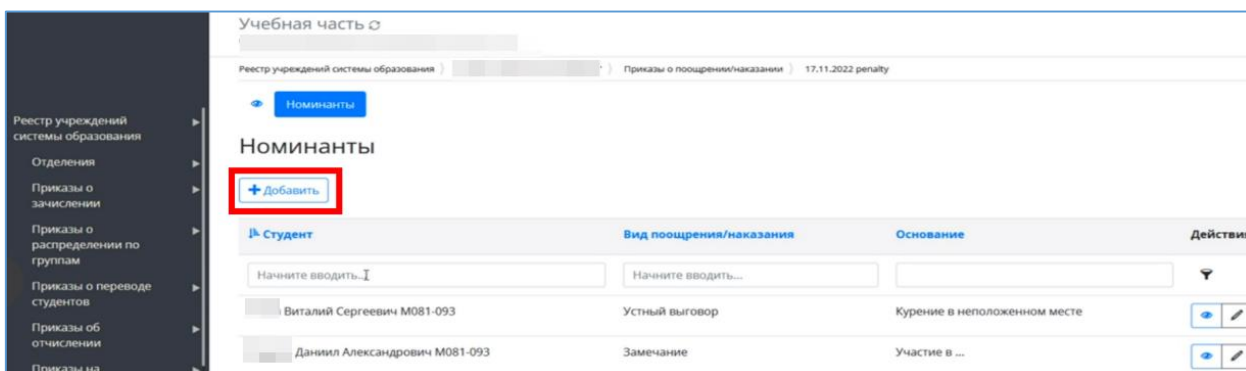 Учебная часть
Реестр учреждений системы образования
Приказы о поощрении/наказании
17.11.2022 penalty
Номинанты
Реестр учреждений
системы образования
Отделения
Приказы о
зачислении
Приказы о
распределении по
группам
Приказы о переводе
студентов
Приказы об
отчислении
Приказы на
Номинанты
Добавить
Студент
Вид поощрения/наказания
Основание
Действия
Начните вводить...
Начните вводить...
Виталий Сергеевич М081-093
Устный выговор
Курение в неположенном месте
Даниил Александрович М081-093
Замечание
Участие в ...